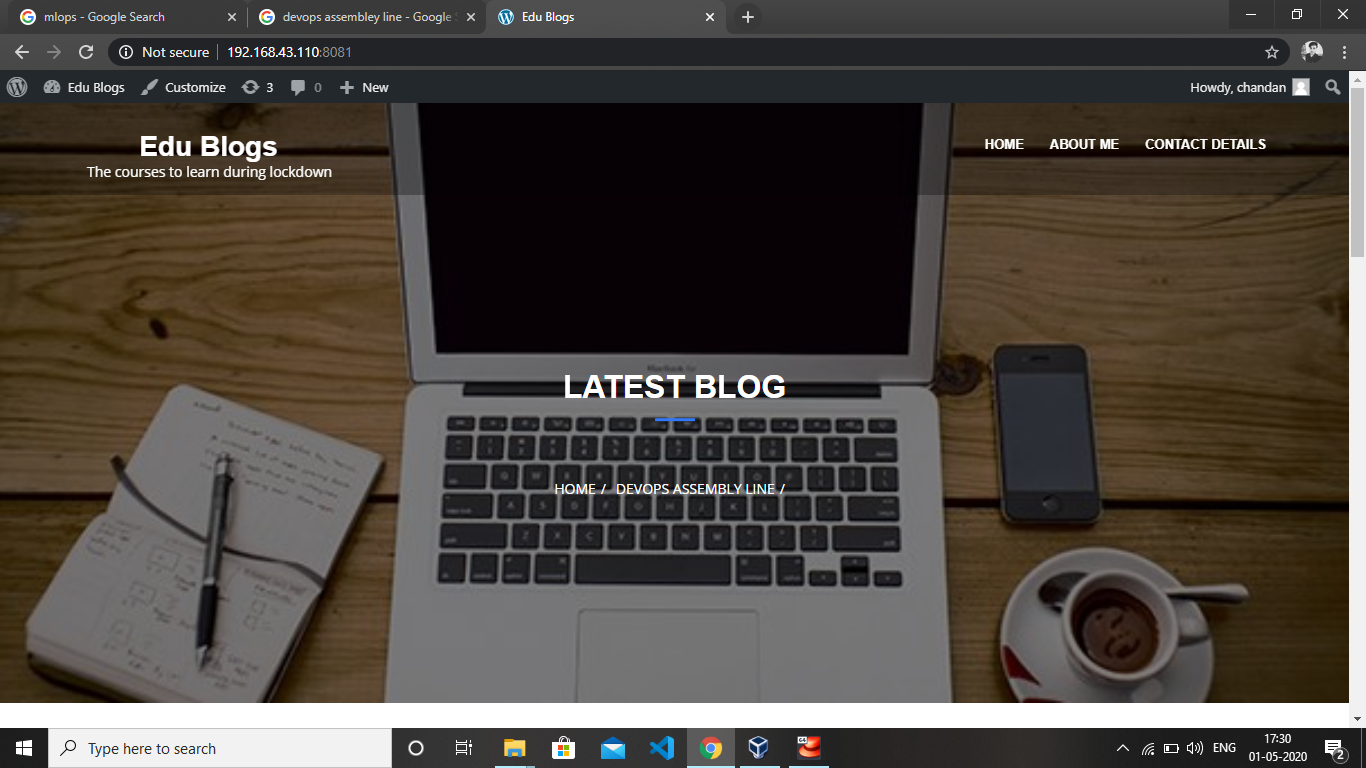 mlops - Google Search
devops assembley line - Google S
Edu Blogs
Not secure
192.168.43.110:8081
Edu Blogs
Customize
3
0
New
Howdy, chandan
Edu Blogs
The courses to learn during lockdown
HOME
ABOUT ME
CONTACT DETAILS
LATEST BLOG
HOME /
DEVOPS ASSEMBLY LINE /
Type here to search
ENG
17:30
01-05-2020
2